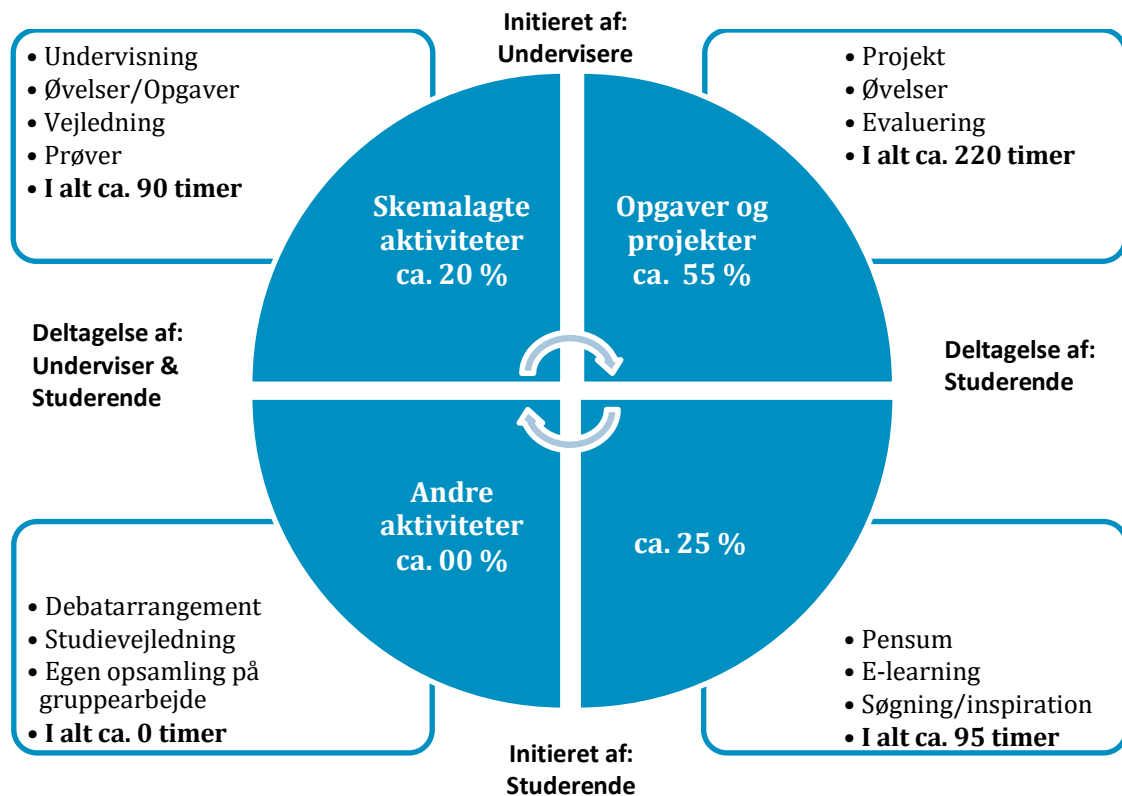 Initieret af:
Undervisere
• Undervisning
• Øvelser/Opgaver
• Vejledning
• Prøver
• I alt ca. 90 timer
• Projekt
• Øvelser
• Evaluering
• I alt ca. 220 timer
Skemalagte
aktiviteter
ca. 20 %
Opgaver og
projekter
ca.  55 %
Deltagelse af:
Underviser &
Studerende
Deltagelse af:
Studerende
Andre
aktiviteter
ca. 00 %
ca. 25 %
• Debatarrangement
• Studievejledning
• Egen opsamling på
gruppearbejde
• I alt ca. 0 timer
• Pensum
• E-learning
• Søgning/inspiration
• I alt ca. 95 timer
Initieret af:
Studerende